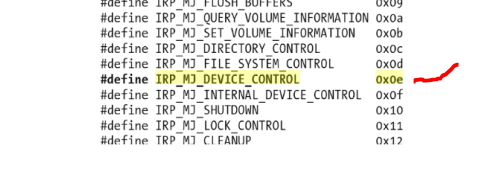 #define IRP_MJ_FLUSH_BUFFERS 0x09
#define IRP_MJ_QUERY_VOLUME_INFORMATION 0x0a
#define IRP_MJ_SET_VOLUME_INFORMATION 0x0b
#define IRP_MJ_DIRECTORY_CONTROL 0x0c
#define IRP_MJ_FILE_SYSTEM_CONTROL 0x0d
#define IRP_MJ_DEVICE_CONTROL 0x0e
#define IRP_MJ_INTERNAL_DEVICE_CONTROL 0x0f
#define IRP_MJ_SHUTDOWN 0x10
#define IRP_MJ_LOCK_CONTROL 0x11
#define IRP_MJ_CLEANUP 0x12